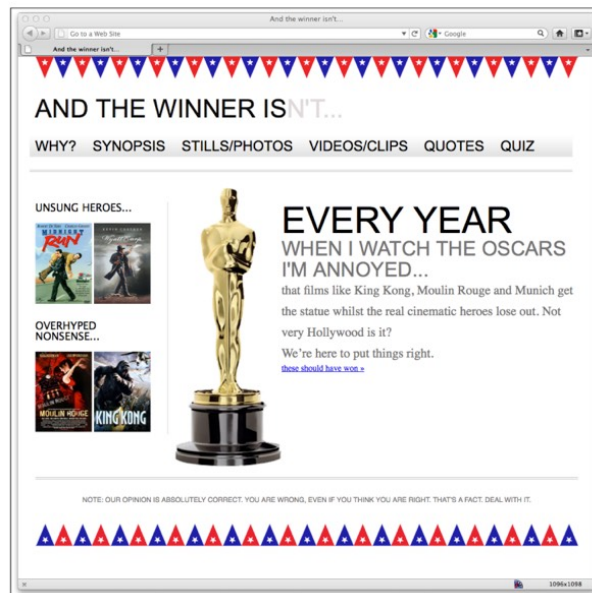 And the winner isn't...
Go to a Web Site
Google
And the winner isn't...
AND THE WINNER ISN'T...
WHY? SYNOPSIS STILLS/PHOTOS VIDEOS/CLIPS QUOTES QUIZ
UNSUNG HEROES...
MIDNIGHT
RUN
OVERHYPED
NONSENSE...
MOULIN ROUGE
KING KONG
EVERY YEAR
WHEN I WATCH THE OSCARS
I'M ANNOYED...
that films like King Kong, Moulin Rouge and Munich get
the statue whilst the real cinematic heroes lose out. Not
very Hollywood is it?
We're here to put things right.
these should have won »
NOTE: OUR OPINION IS ABSOLUTELY CORRECT. YOU ARE WRONG, EVEN IF YOU THINK YOU ARE RIGHT. THAT'S A FACT. DEAL WITH IT.
1096x1098